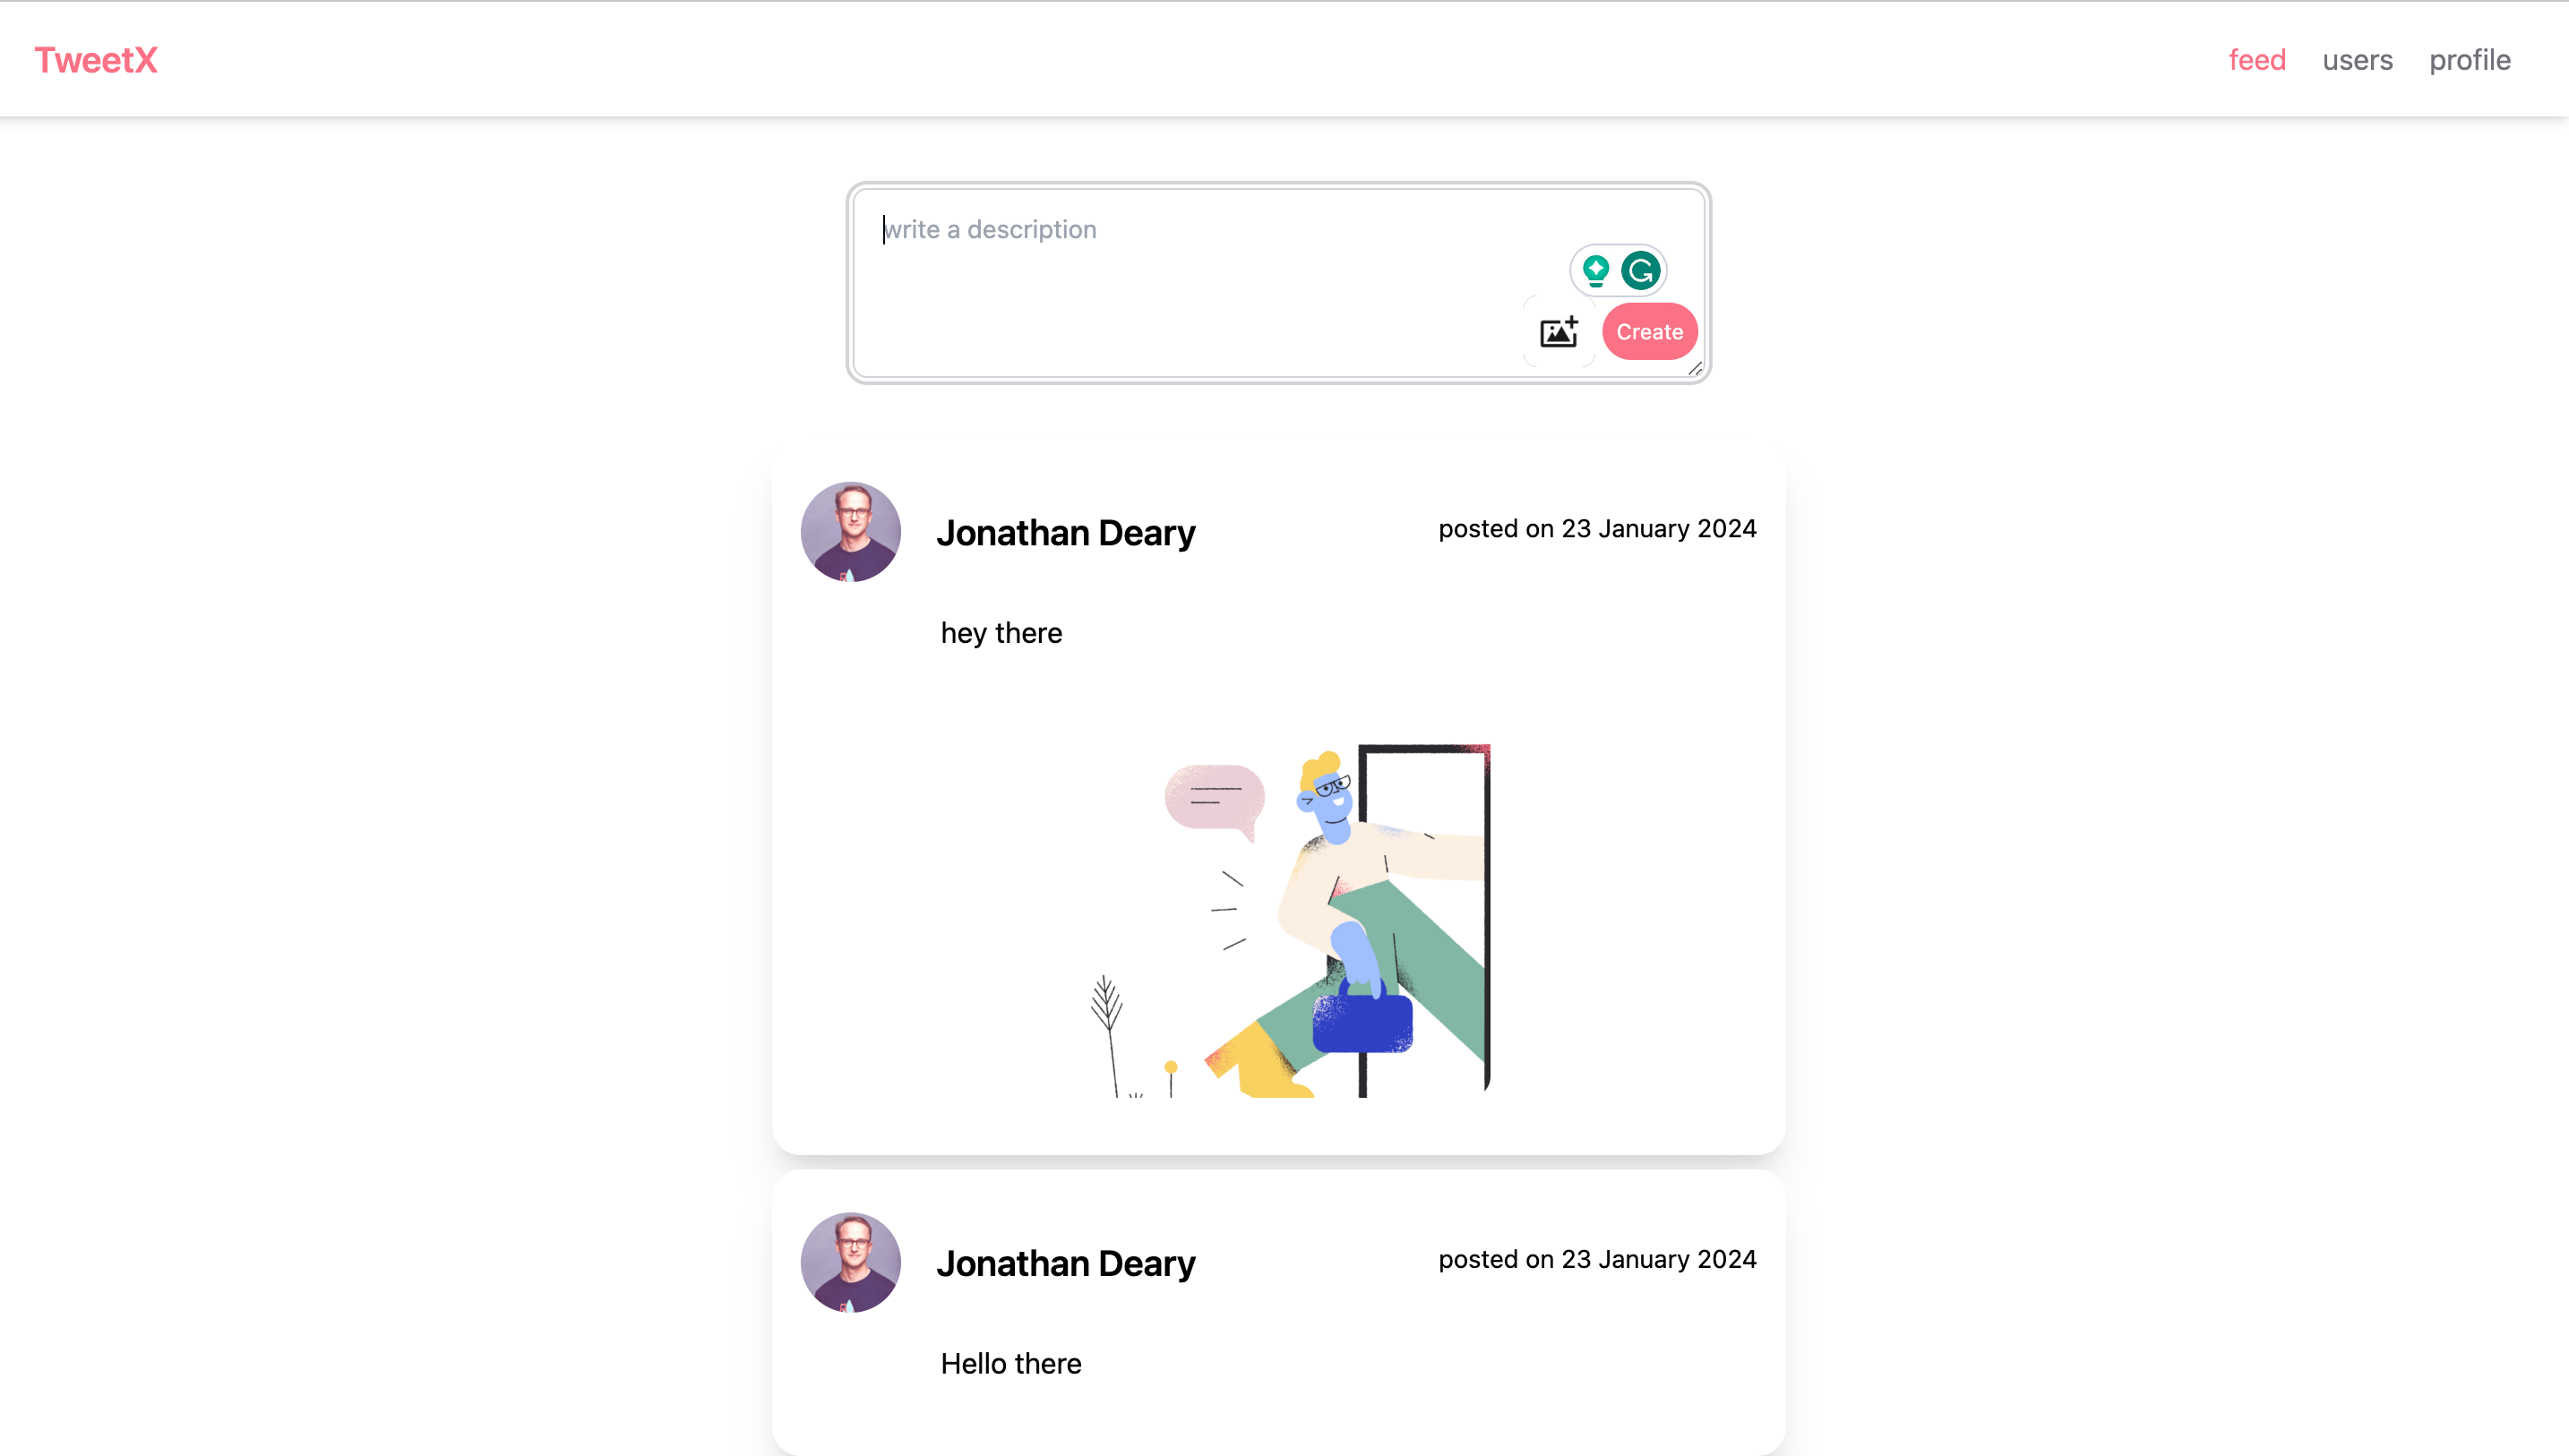 TweetX
feed users profile
write a description
Create
Jonathan Deary
posted on 23 January 2024
hey there
Jonathan Deary
posted on 23 January 2024
Hello there